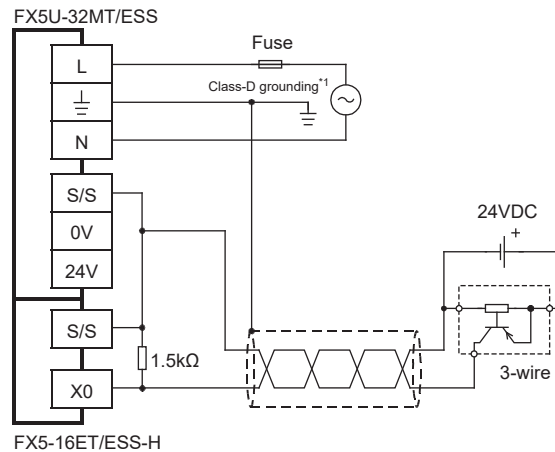 FX5U-32MT/ESS
L
Fuse
Class-D grounding*1
N
S/S
0V
24V
24VDC
+
S/S
1.5kΩ
X0
3-wire
FX5-16ET/ESS-H